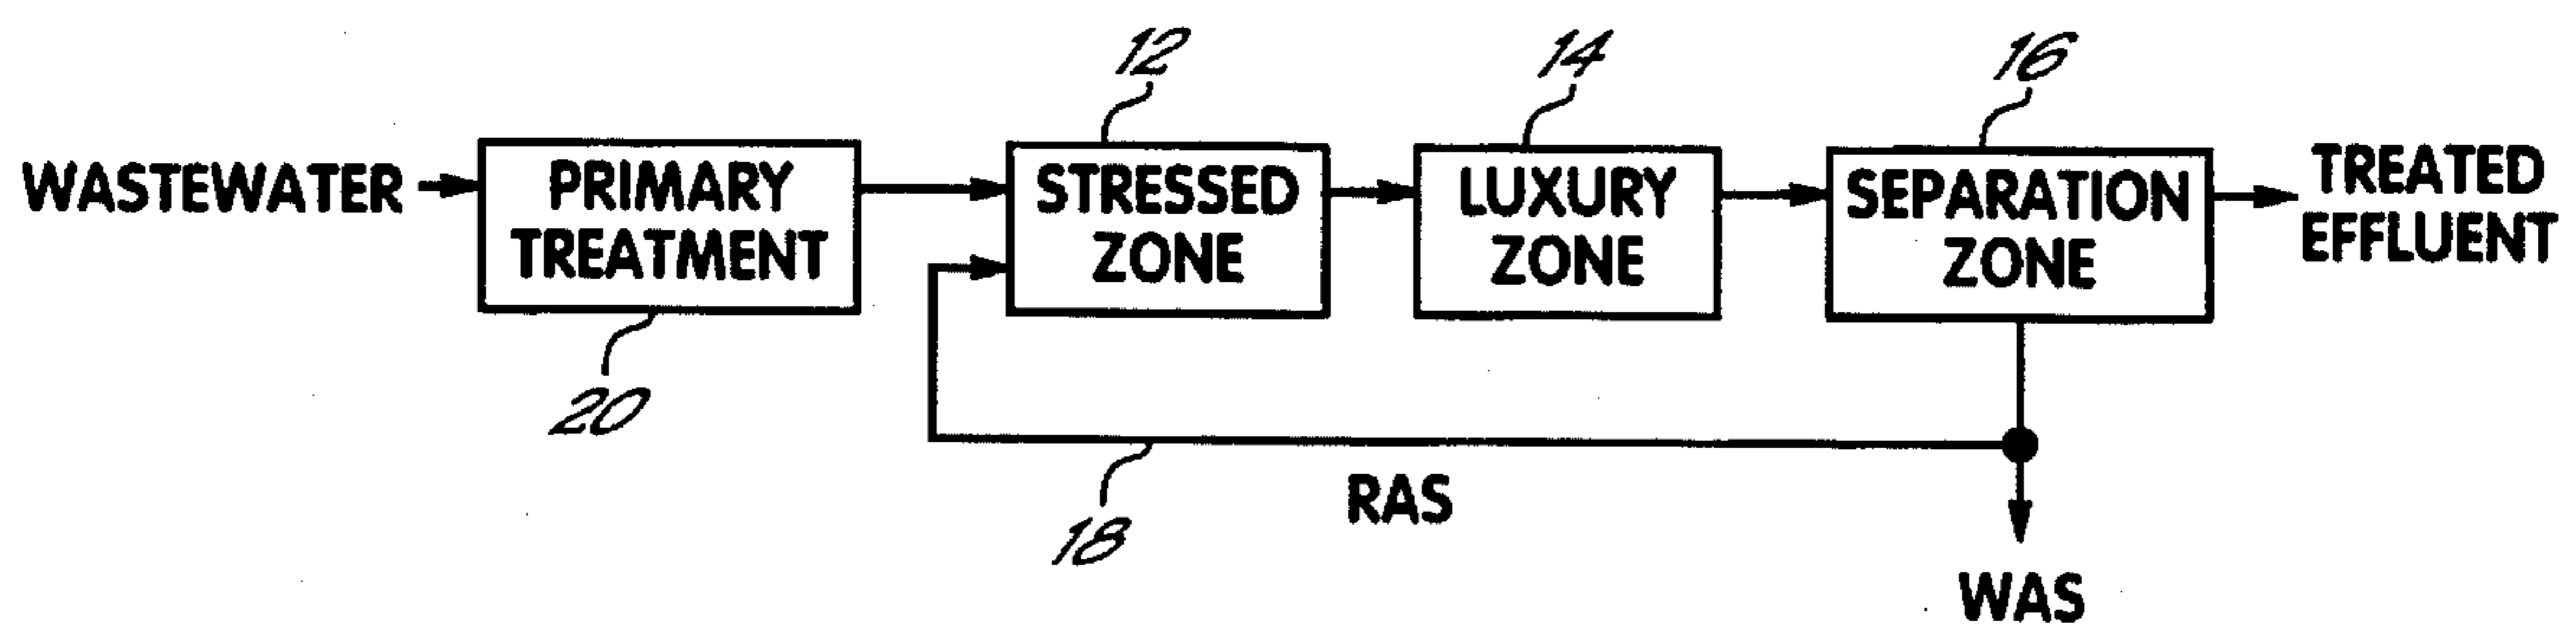 12
14
16
WASTEWATER
PRIMARY
TREATMENT
STRESSED
ZONE
LUXURY
ZONE
SEPARATION
ZONE
TREATED
EFFLUENT
20
18
RAS
WAS